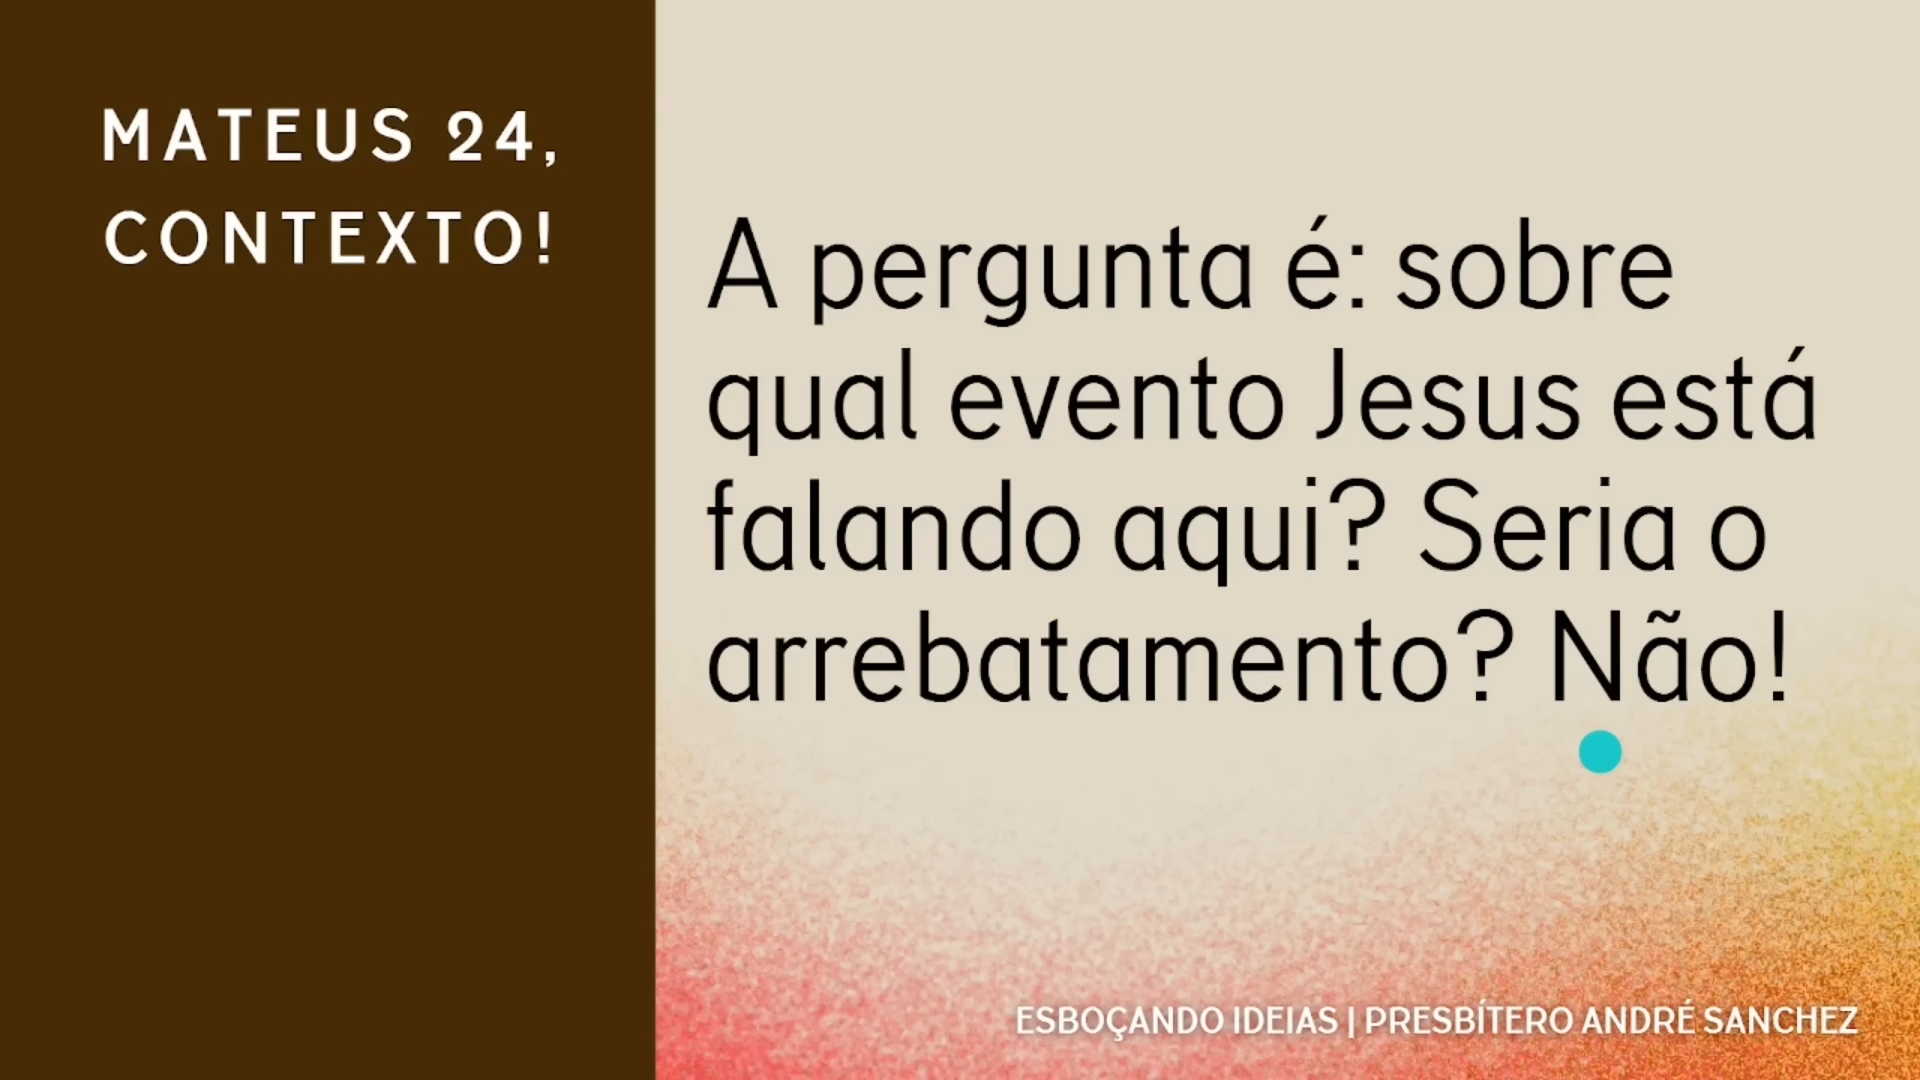 MATEUS 24,
CONTEXTO!
A pergunta é: sobre
qual evento Jesus está
falando aqui? Seria o
arrebatamento? Não!
ESBOÇANDO IDEIAS | PRESBÍTERO ANDRÉ SANCHEZ